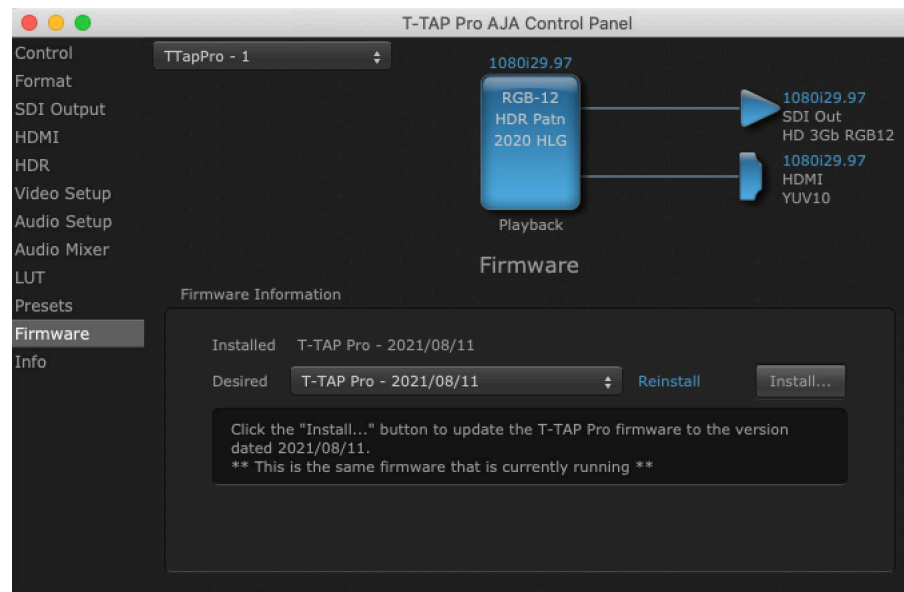 T-TAP Pro AJA Control Panel
Control
Format
SDI Output
HDMI
HDR
Video Setup
Audio Setup
Audio Mixer
LUT
Presets
Firmware
Info
TTapPro - 1
1080i29.97
RGB-12
HDR Patn
2020 HLG
Playback
1080i29.97
SDI Out
HD 3Gb RGB12
1080i29.97
HDMI
YUV10
Firmware
Firmware Information
Installed T-TAP Pro - 2021/08/11
Desired T-TAP Pro - 2021/08/11 Reinstall Install...
Click the "Install..." button to update the T-TAP Pro firmware to the version
dated 2021/08/11.
** This is the same firmware that is currently running **